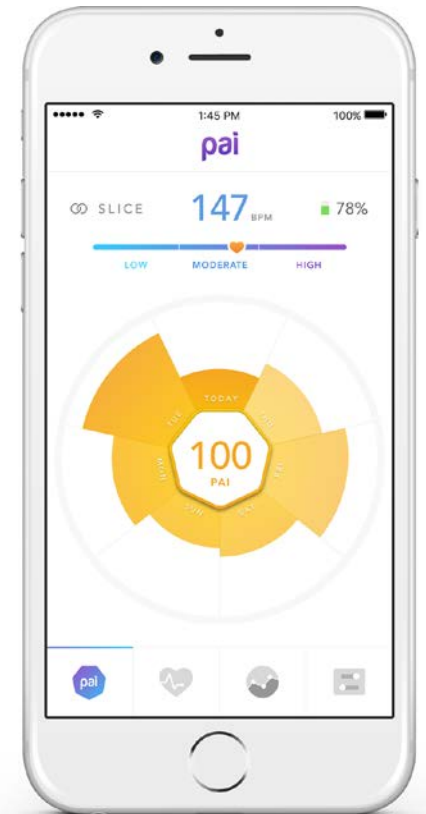 1:45 PM
100%
pai
SLICE
147 BPM
78%
LOW MODERATE HIGH
TODAY
TUE
THU
MON
FRI
100
PAI
SUN
SAT
pai